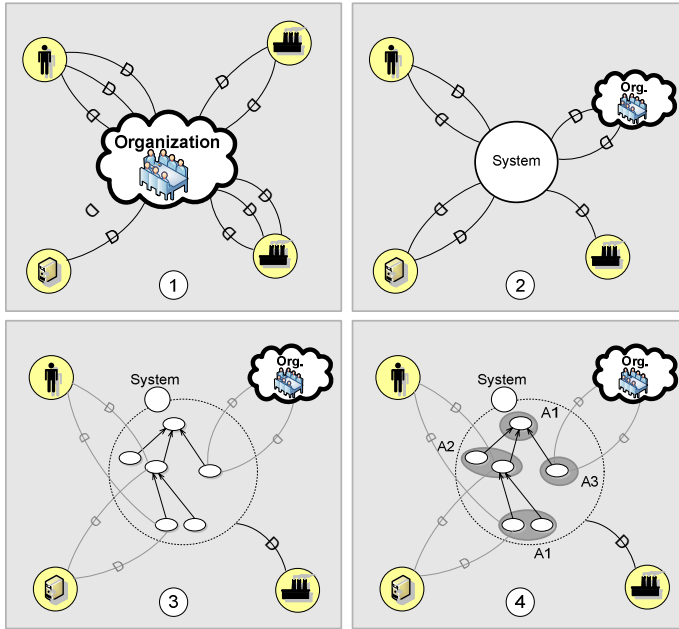 Organization
1
Org.
System
2
Org.
System
3
Org.
System
A1
A2
A3
A1
4